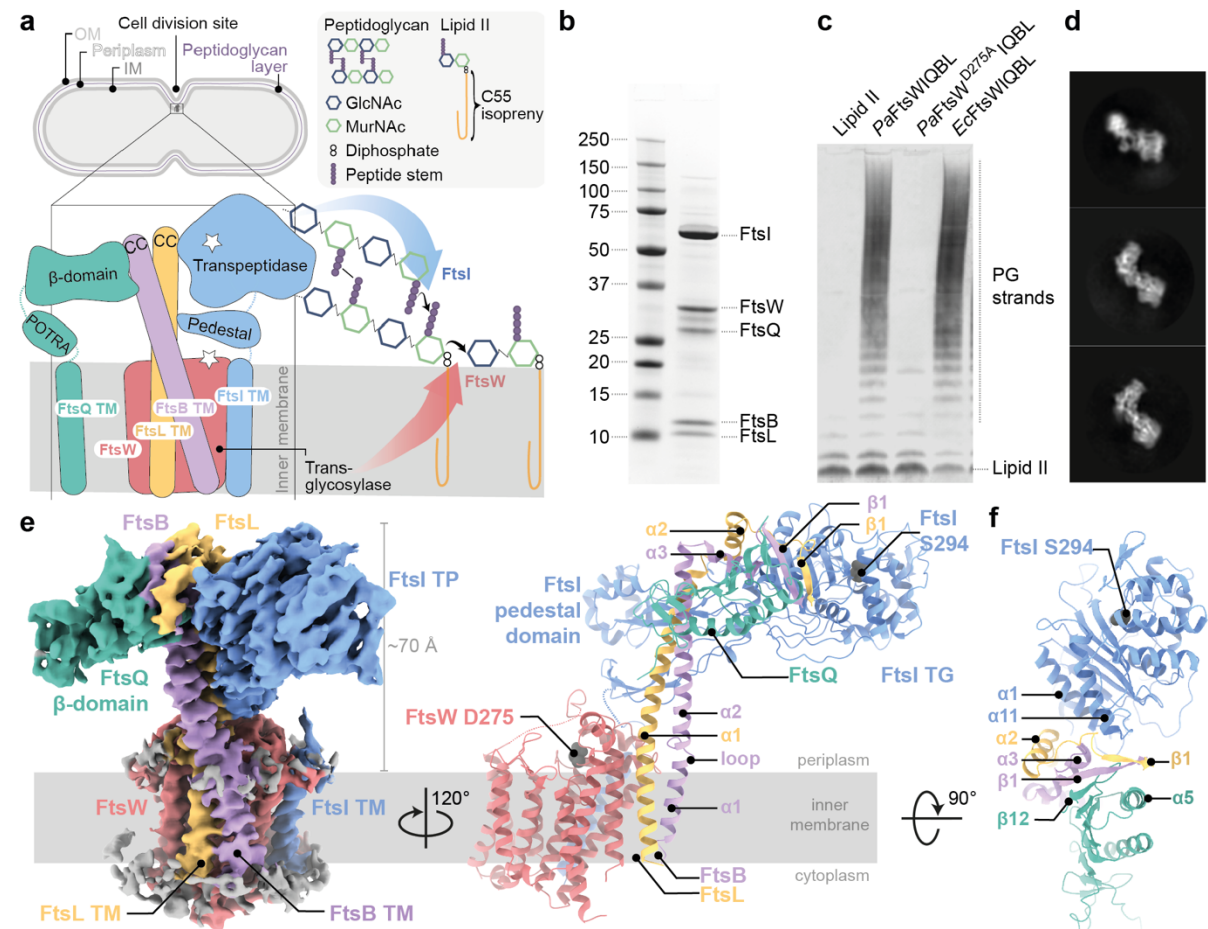 a
Cell division site
OM
Periplasm
IM
Peptidoglycan
layer
Peptidoglycan
Lipid II
C55
isopreny
GlcNAc
MurNAc
Diphosphate
Peptide stem
CC
CC
β-domain
Transpeptidase
POTRA
Pedestal
FtsI
FtsW
FtsQ TM
FtsB TM
FtsI TM
FtsL TM
FtsW
Inner membrane
Trans-
glycosylase
b
250
150
100
75
50
37
25
20
15
10
FtsI
FtsW
FtsQ
FtsB
FtsL
c
Lipid II
PaFtsWIQBL
PaFtsW^D275A IQBL
EcFtsWIQBL
PG
strands
Lipid II
d
e
FtsB
FtsL
FtsI TP
~70 Å
FtsQ
β-domain
FtsW
FtsI TM
FtsL TM
FtsB TM
120°
α2
α3
β1
β1
FtsI
S294
FtsI
pedestal
domain
FtsQ
FtsI TG
FtsW D275
α2
α1
loop
α1
periplasm
inner
membrane
cytoplasm
FtsB
FtsL
90°
f
FtsI S294
α1
α11
α2
α3
β1
β1
β12
α5